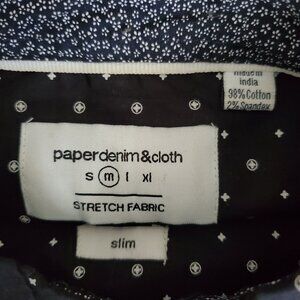 made in
india
98% Cotton
2% Spandex
paperdenim&cloth
s m l xl
STRETCH FABRIC
slim